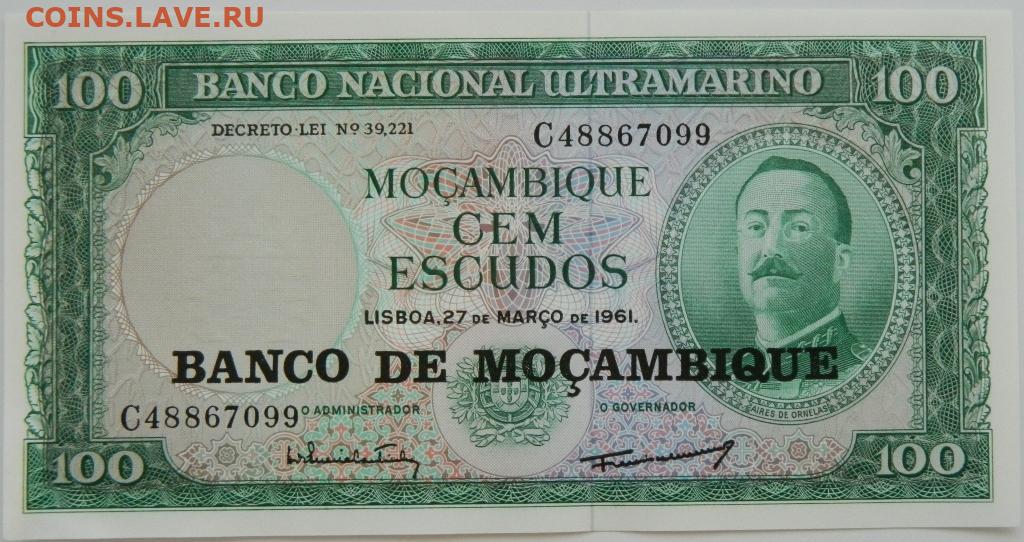 COINS.LAVE.RU
100 BANCO NACIONAL ULTRAMARINO 100
DECRETO-LEI Nº 39,221
C48867099
MOÇAMBIQUE
CEM
ESCUDOS
LISBOA, 27 DE MARÇO DE 1961.
BANCO DE MOÇAMBIQUE
C48867099
O ADMINISTRADOR
O GOVERNADOR
AIRES DE ORNELAS
100
100